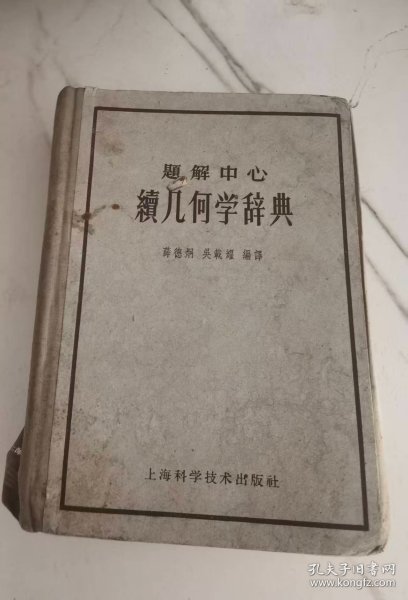 題解中心
續几何学辞典
薛德炯 吳載耀 編譯
上海科学技术出版社
孔夫子旧书网
www.kongfz.com